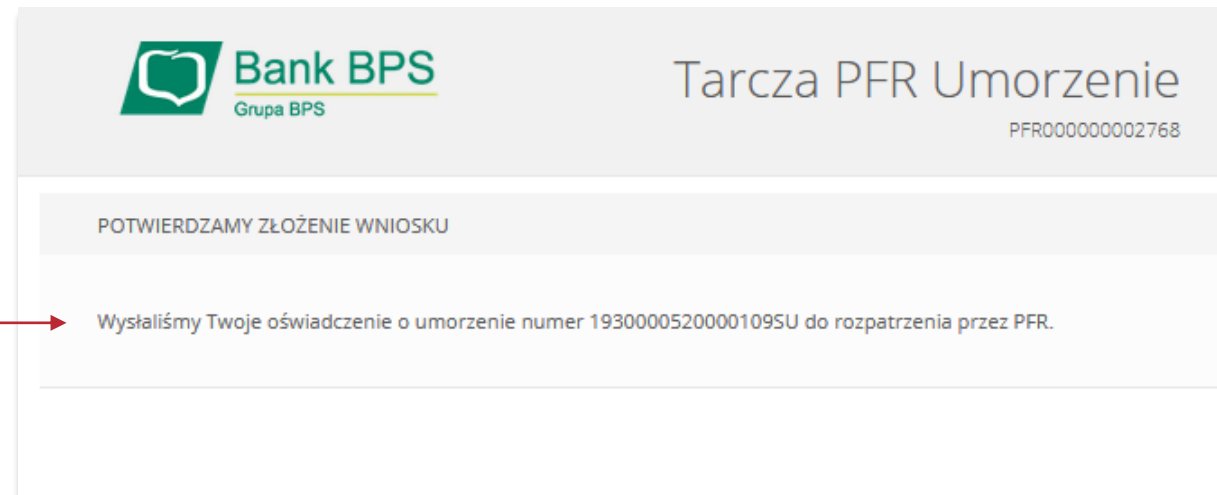 Bank BPS
Grupa BPS
Tarcza PFR Umorzenie
PFR000000002768
POTWIERDZAMY ZŁOŻENIE WNIOSKU
Wysłaliśmy Twoje oświadczenie o umorzenie numer 1930000520000109SU do rozpatrzenia przez PFR.